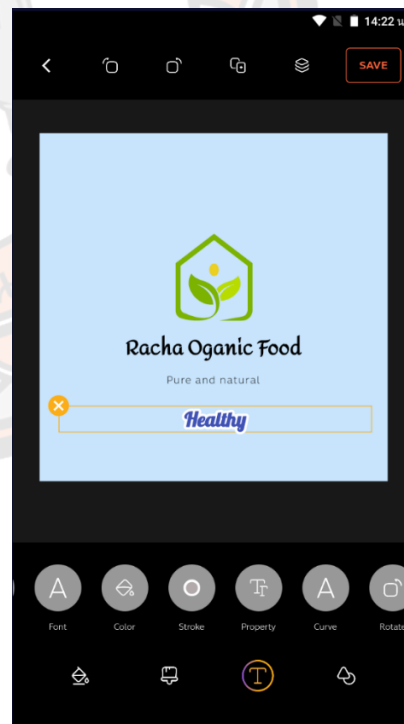 14:22 น
SAVE
Racha Oganic Food
Pure and natural
Healthy
Font
Color
Stroke
Property
Curve
Rotate